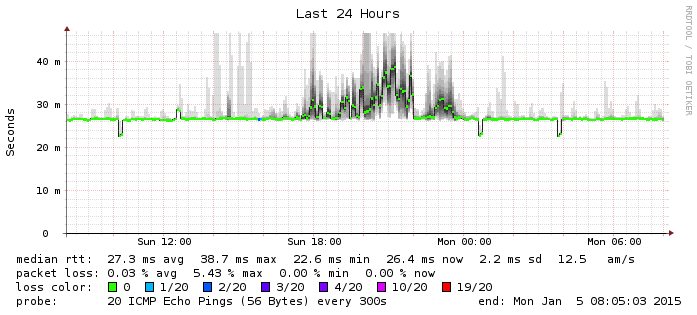 Last 24 Hours
RRDTOOL / TOBI OETIKER
Seconds
40 m
30 m
20 m
10 m
0
Sun 12:00 Sun 18:00 Mon 00:00 Mon 06:00
median rtt: 27.3 ms avg 38.7 ms max 22.6 ms min 26.4 ms now 2.2 ms sd 12.5 am/s
packet loss: 0.03 % avg 5.43 % max 0.00 % min 0.00 % now
loss color: 0 1/20 2/20 3/20 4/20 10/20 19/20
probe: 20 ICMP Echo Pings (56 Bytes) every 300s end: Mon Jan 5 08:05:03 2015